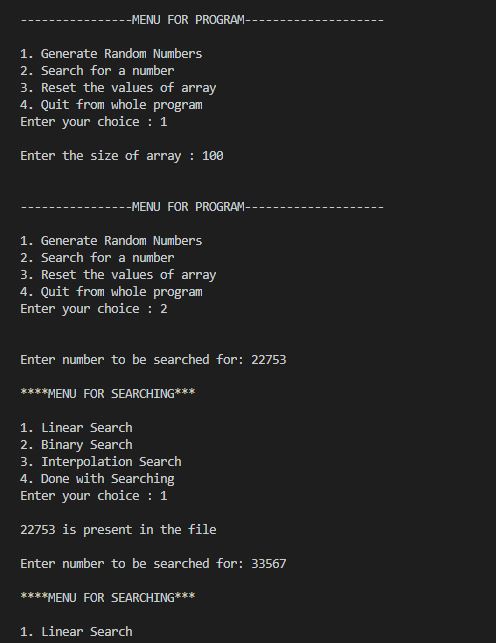 ----------------MENU FOR PROGRAM--------------------
1. Generate Random Numbers
2. Search for a number
3. Reset the values of array
4. Quit from whole program
Enter your choice : 1
Enter the size of array : 100
----------------MENU FOR PROGRAM--------------------
1. Generate Random Numbers
2. Search for a number
3. Reset the values of array
4. Quit from whole program
Enter your choice : 2
Enter number to be searched for: 22753
****MENU FOR SEARCHING***
1. Linear Search
2. Binary Search
3. Interpolation Search
4. Done with Searching
Enter your choice : 1
22753 is present in the file
Enter number to be searched for: 33567
****MENU FOR SEARCHING***
1. Linear Search